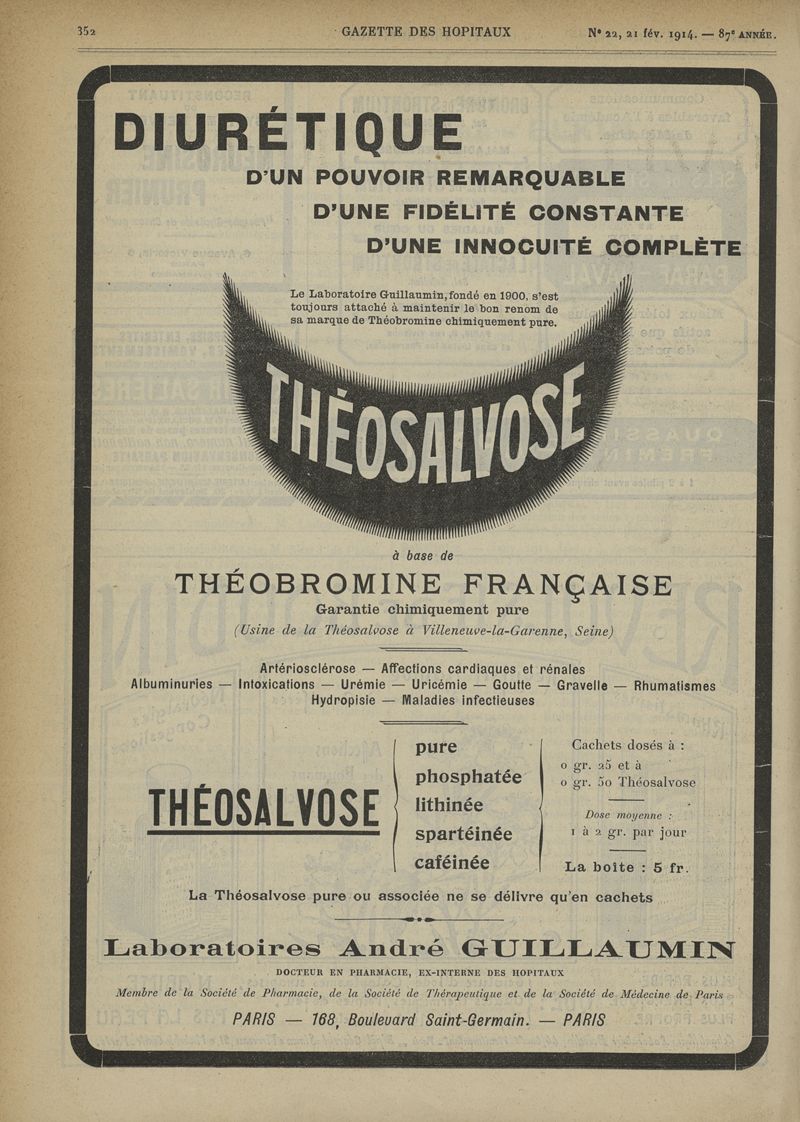 352
GAZETTE DES HOPITAUX
N° 22, 21 fév. 1914. — 87e ANNÉE.
DIURÉTIQUE
D'UN POUVOIR REMARQUABLE
D'UNE FIDÉLITÉ CONSTANTE
D'UNE INNOCUITÉ COMPLÈTE
Le Laboratoire Guillaumin, fondé en 1900, s'est
toujours attaché à maintenir le bon renom de
sa marque de Théobromine chimiquement pure.
THÉOSALVOSE
à base de
THÉOBROMINE FRANÇAISE
Garantie chimiquement pure
(Usine de la Théosalvose à Villeneuve-la-Garenne, Seine)
Artériosclérose — Affections cardiaques et rénales
Albuminuries — Intoxications — Urémie — Uricémie — Goutte — Gravelle — Rhumatismes
Hydropisie — Maladies infectieuses
THÉOSALVOSE
pure
phosphatée
lithinée
spartéinée
caféinée
Cachets dosés à :
0 gr. 25 et à
0 gr. 50 Théosalvose
Dose moyenne :
1 à 2 gr. par jour
La boîte : 5 fr.
La Théosalvose pure ou associée ne se délivre qu'en cachets
Laboratoires André GUILLAUMIN
DOCTEUR EN PHARMACIE, EX-INTERNE DES HOPITAUX
Membre de la Société de Pharmacie, de la Société de Thérapeutique et de la Société de Médecine de Paris
PARIS — 168, Boulevard Saint-Germain. — PARIS